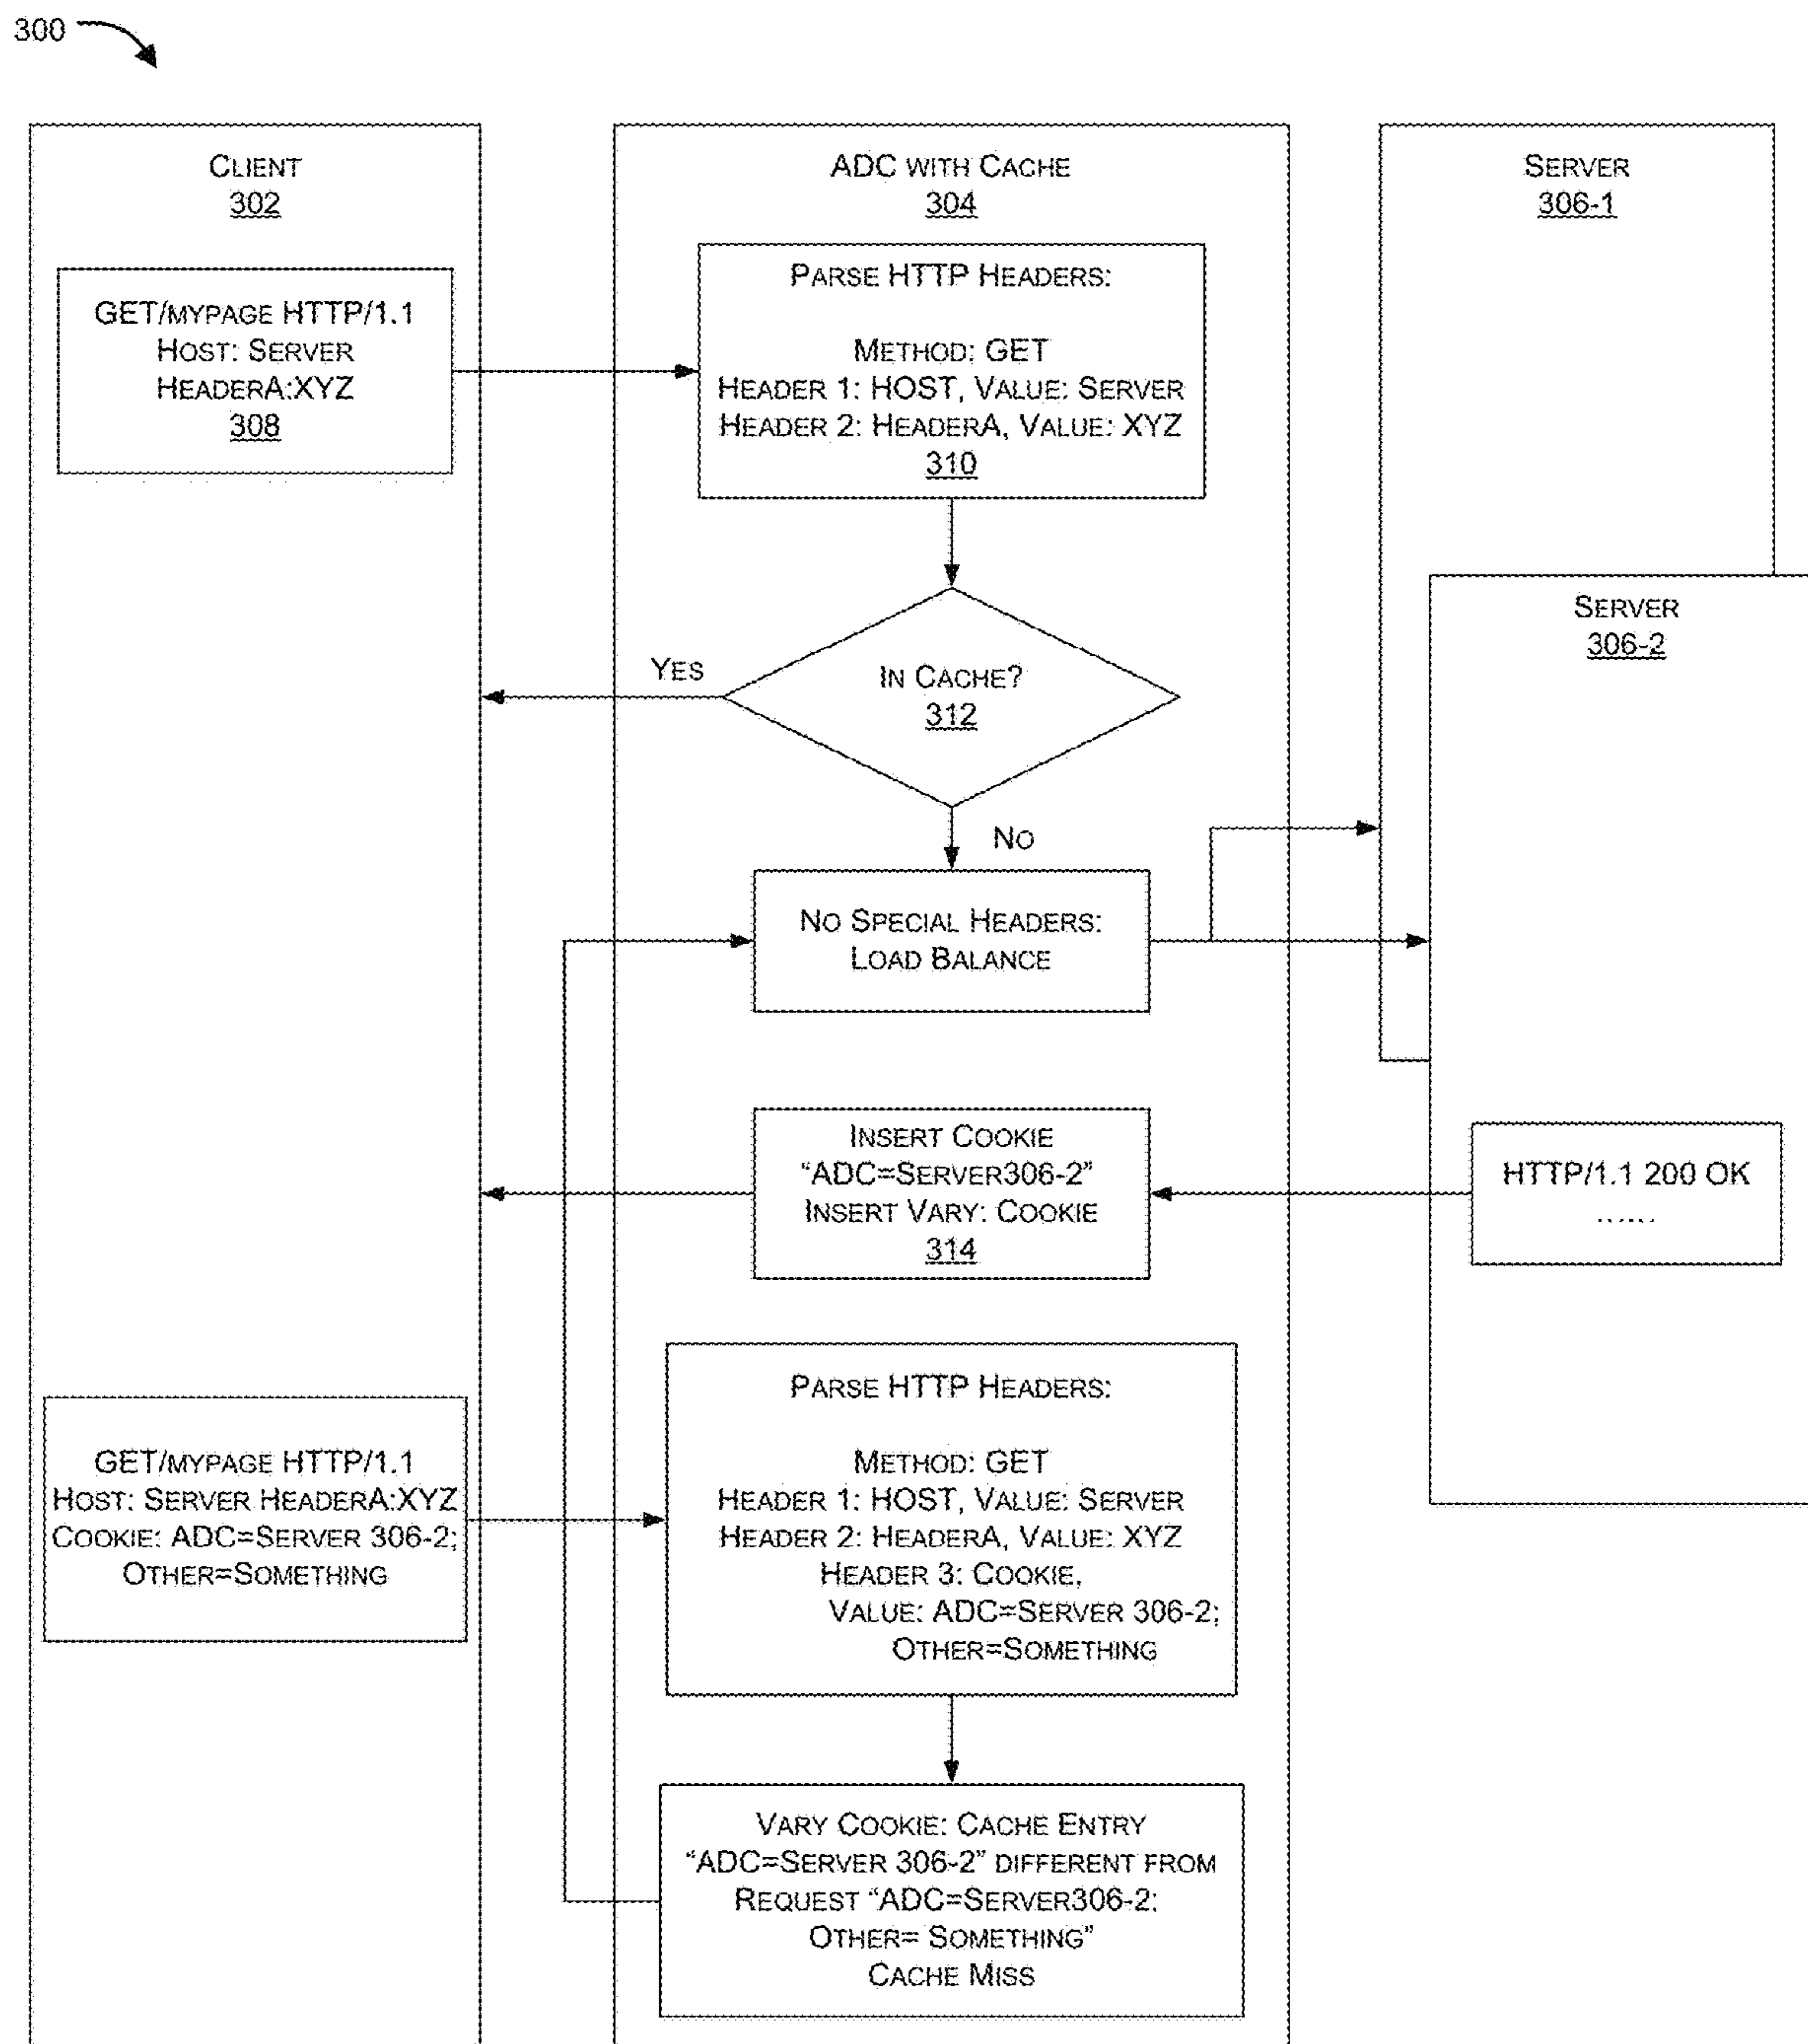 300
CLIENT
302
GET/MYPAGE HTTP/1.1
HOST: SERVER
HEADERA:XYZ
308
ADC WITH CACHE
304
PARSE HTTP HEADERS:
METHOD: GET
HEADER 1: HOST, VALUE: SERVER
HEADER 2: HEADERA, VALUE: XYZ
310
SERVER
306-1
SERVER
306-2
YES
IN CACHE?
312
NO
NO SPECIAL HEADERS:
LOAD BALANCE
INSERT COOKIE
“ADC=SERVER306-2”
INSERT VARY: COOKIE
314
HTTP/1.1 200 OK
......
GET/MYPAGE HTTP/1.1
HOST: SERVER HEADERA:XYZ
COOKIE: ADC=SERVER 306-2;
OTHER=SOMETHING
PARSE HTTP HEADERS:
METHOD: GET
HEADER 1: HOST, VALUE: SERVER
HEADER 2: HEADERA, VALUE: XYZ
HEADER 3: COOKIE,
VALUE: ADC=SERVER 306-2;
OTHER=SOMETHING
VARY COOKIE: CACHE ENTRY
“ADC=SERVER 306-2” DIFFERENT FROM
REQUEST “ADC=SERVER306-2;
OTHER= SOMETHING”
CACHE MISS